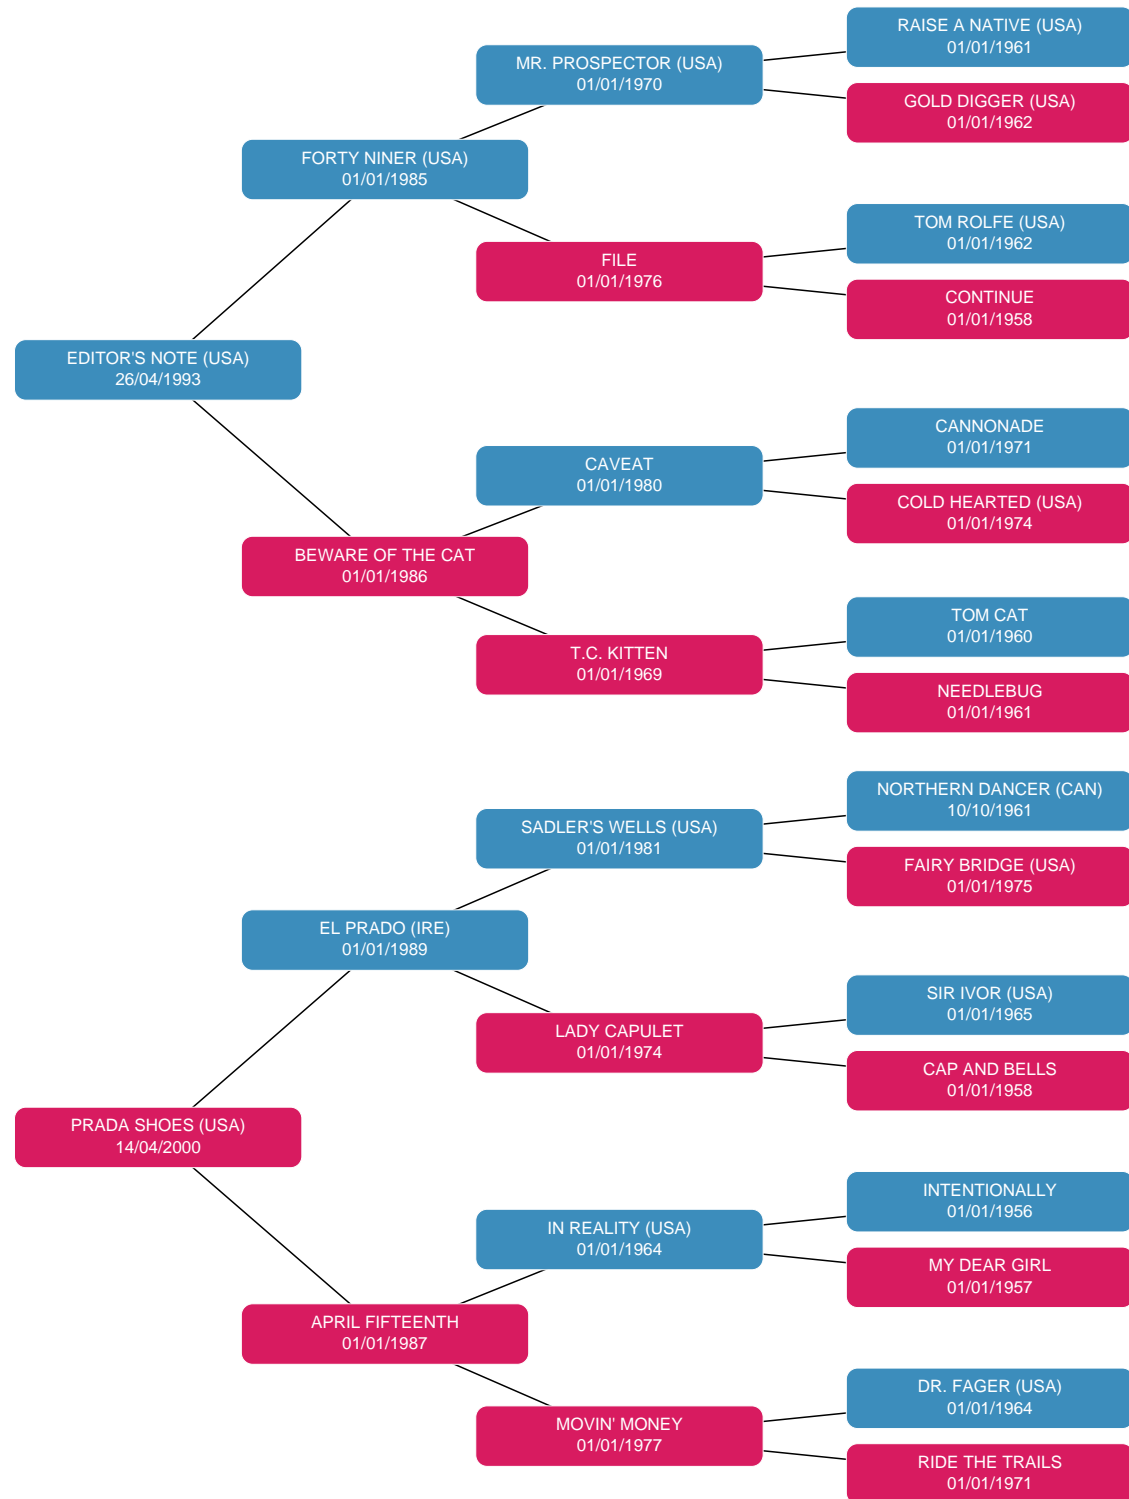 RAISE A NATIVE (USA)
01/01/1961
MR. PROSPECTOR (USA)
01/01/1970
GOLD DIGGER (USA)
01/01/1962
FORTY NINER (USA)
01/01/1985
TOM ROLFE (USA)
01/01/1962
FILE
01/01/1976
CONTINUE
01/01/1958
EDITOR'S NOTE (USA)
26/04/1993
CANNONADE
01/01/1971
CAVEAT
01/01/1980
COLD HEARTED (USA)
01/01/1974
BEWARE OF THE CAT
01/01/1986
TOM CAT
01/01/1960
T.C. KITTEN
01/01/1969
NEEDLEBUG
01/01/1961
NORTHERN DANCER (CAN)
10/10/1961
SADLER'S WELLS (USA)
01/01/1981
FAIRY BRIDGE (USA)
01/01/1975
EL PRADO (IRE)
01/01/1989
SIR IVOR (USA)
01/01/1965
LADY CAPULET
01/01/1974
CAP AND BELLS
01/01/1958
PRADA SHOES (USA)
14/04/2000
INTENTIONALLY
01/01/1956
IN REALITY (USA)
01/01/1964
MY DEAR GIRL
01/01/1957
APRIL FIFTEENTH
01/01/1987
DR. FAGER (USA)
01/01/1964
MOVIN' MONEY
01/01/1977
RIDE THE TRAILS
01/01/1971